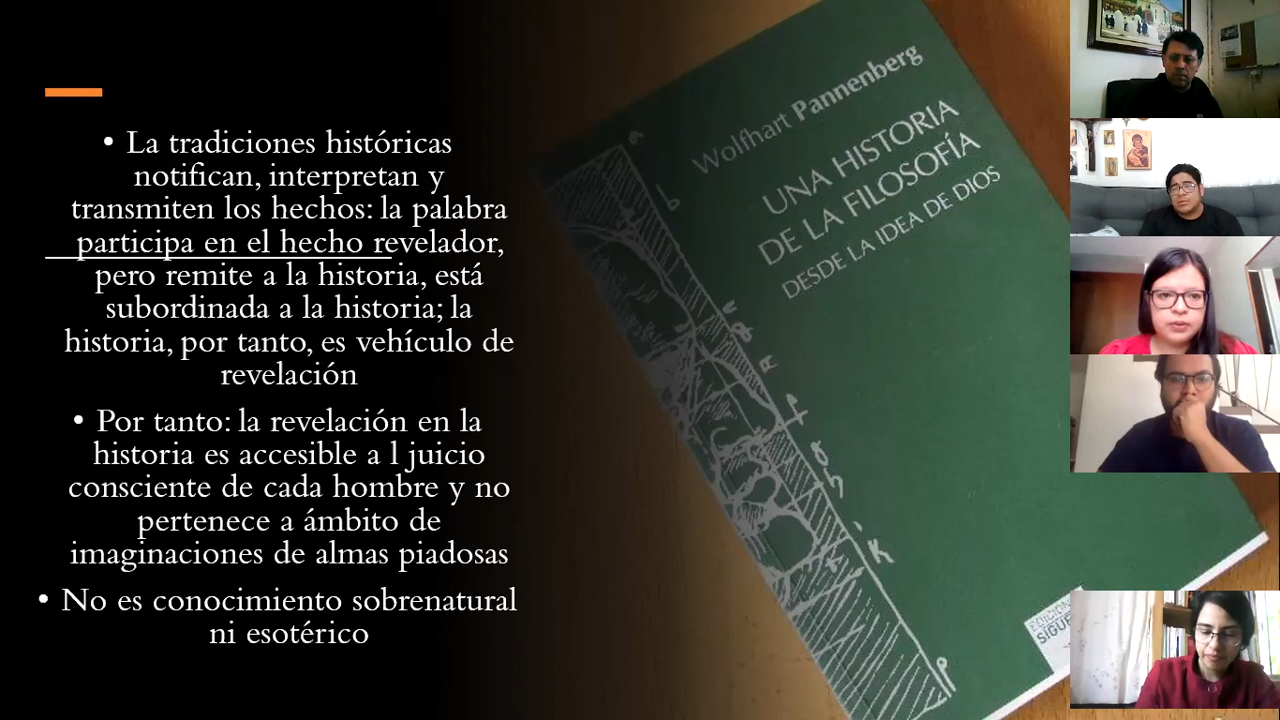 • La tradiciones históricas
notifican, interpretan y
transmiten los hechos: la palabra
participa en el hecho revelador,
pero remite a la historia, está
subordinada a la historia; la
historia, por tanto, es vehículo de
revelación
• Por tanto: la revelación en la
historia es accesible a l juicio
consciente de cada hombre y no
pertenece a ámbito de
imaginaciones de almas piadosas
• No es conocimiento sobrenatural
ni esotérico
Wolfhart Pannenberg
UNA HISTORIA
DE LA FILOSOFÍA
DESDE LA IDEA DE DIOS